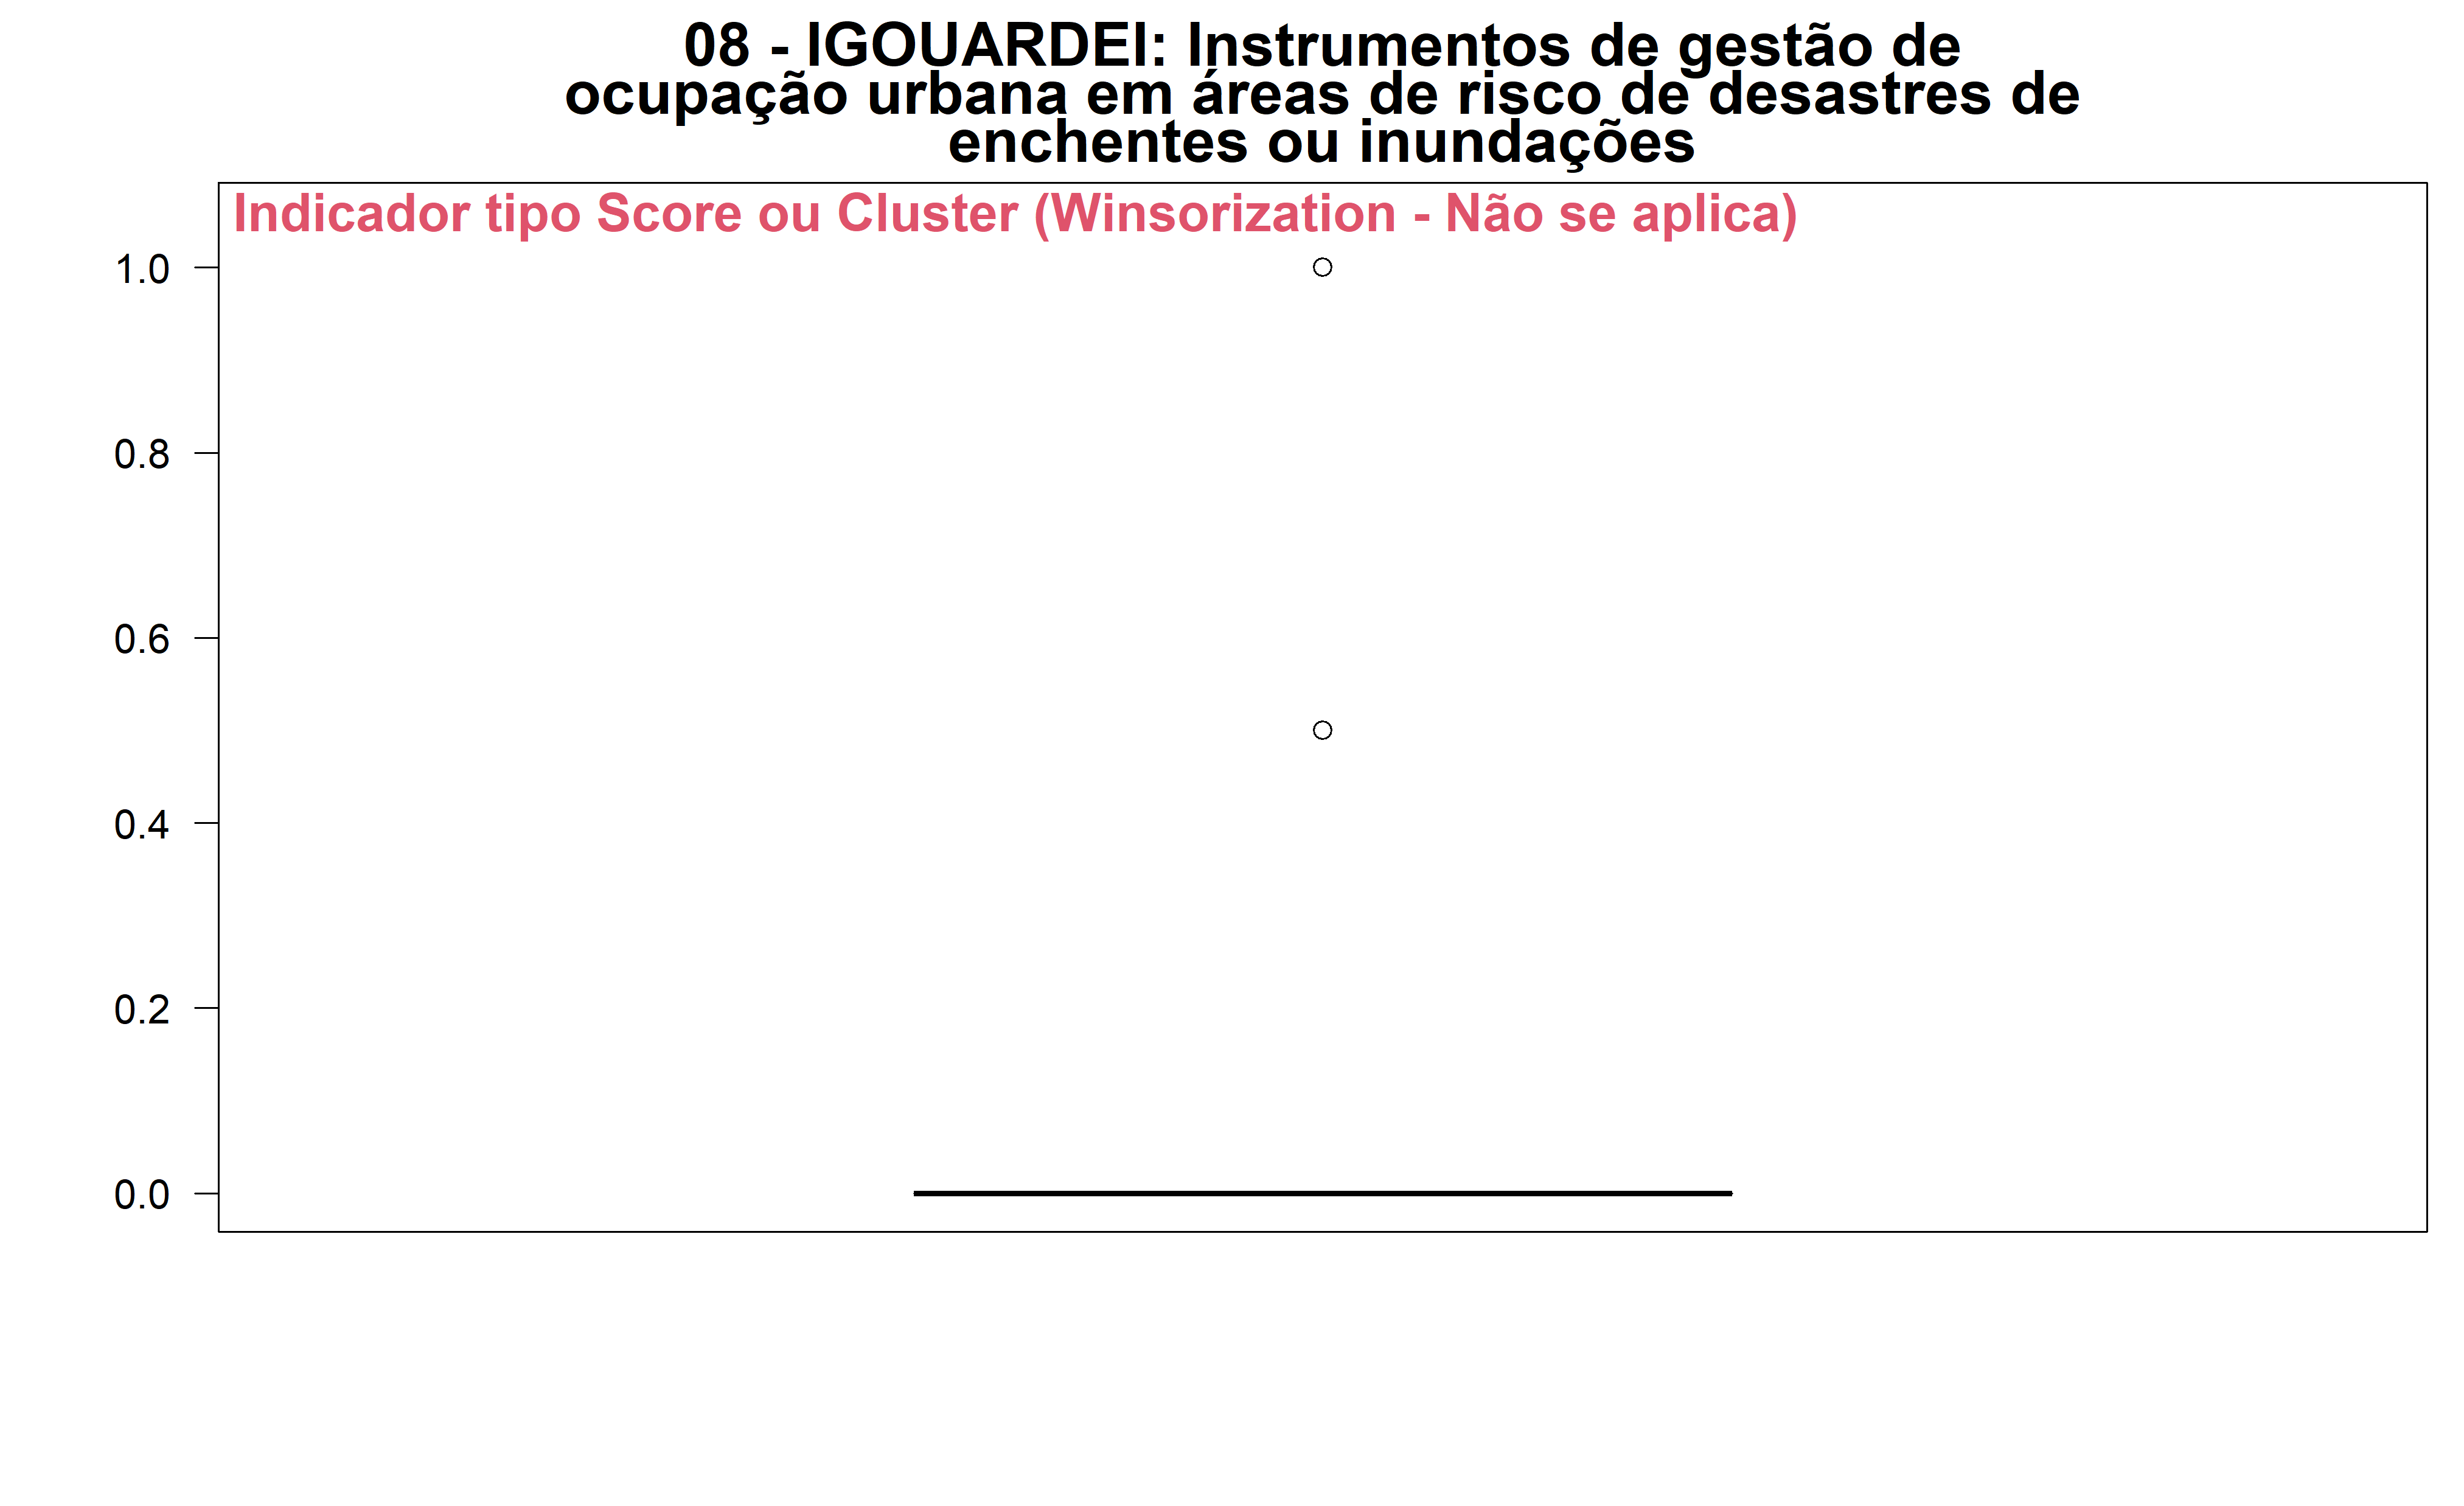 08 - IGOUARDEI: Instrumentos de gestão de
ocupação urbana em áreas de risco de desastres de
enchentes ou inundações
Indicador tipo Score ou Cluster (Winsorization - Não se aplica)
1.0
0.8
0.6
0.4
0.2
0.0